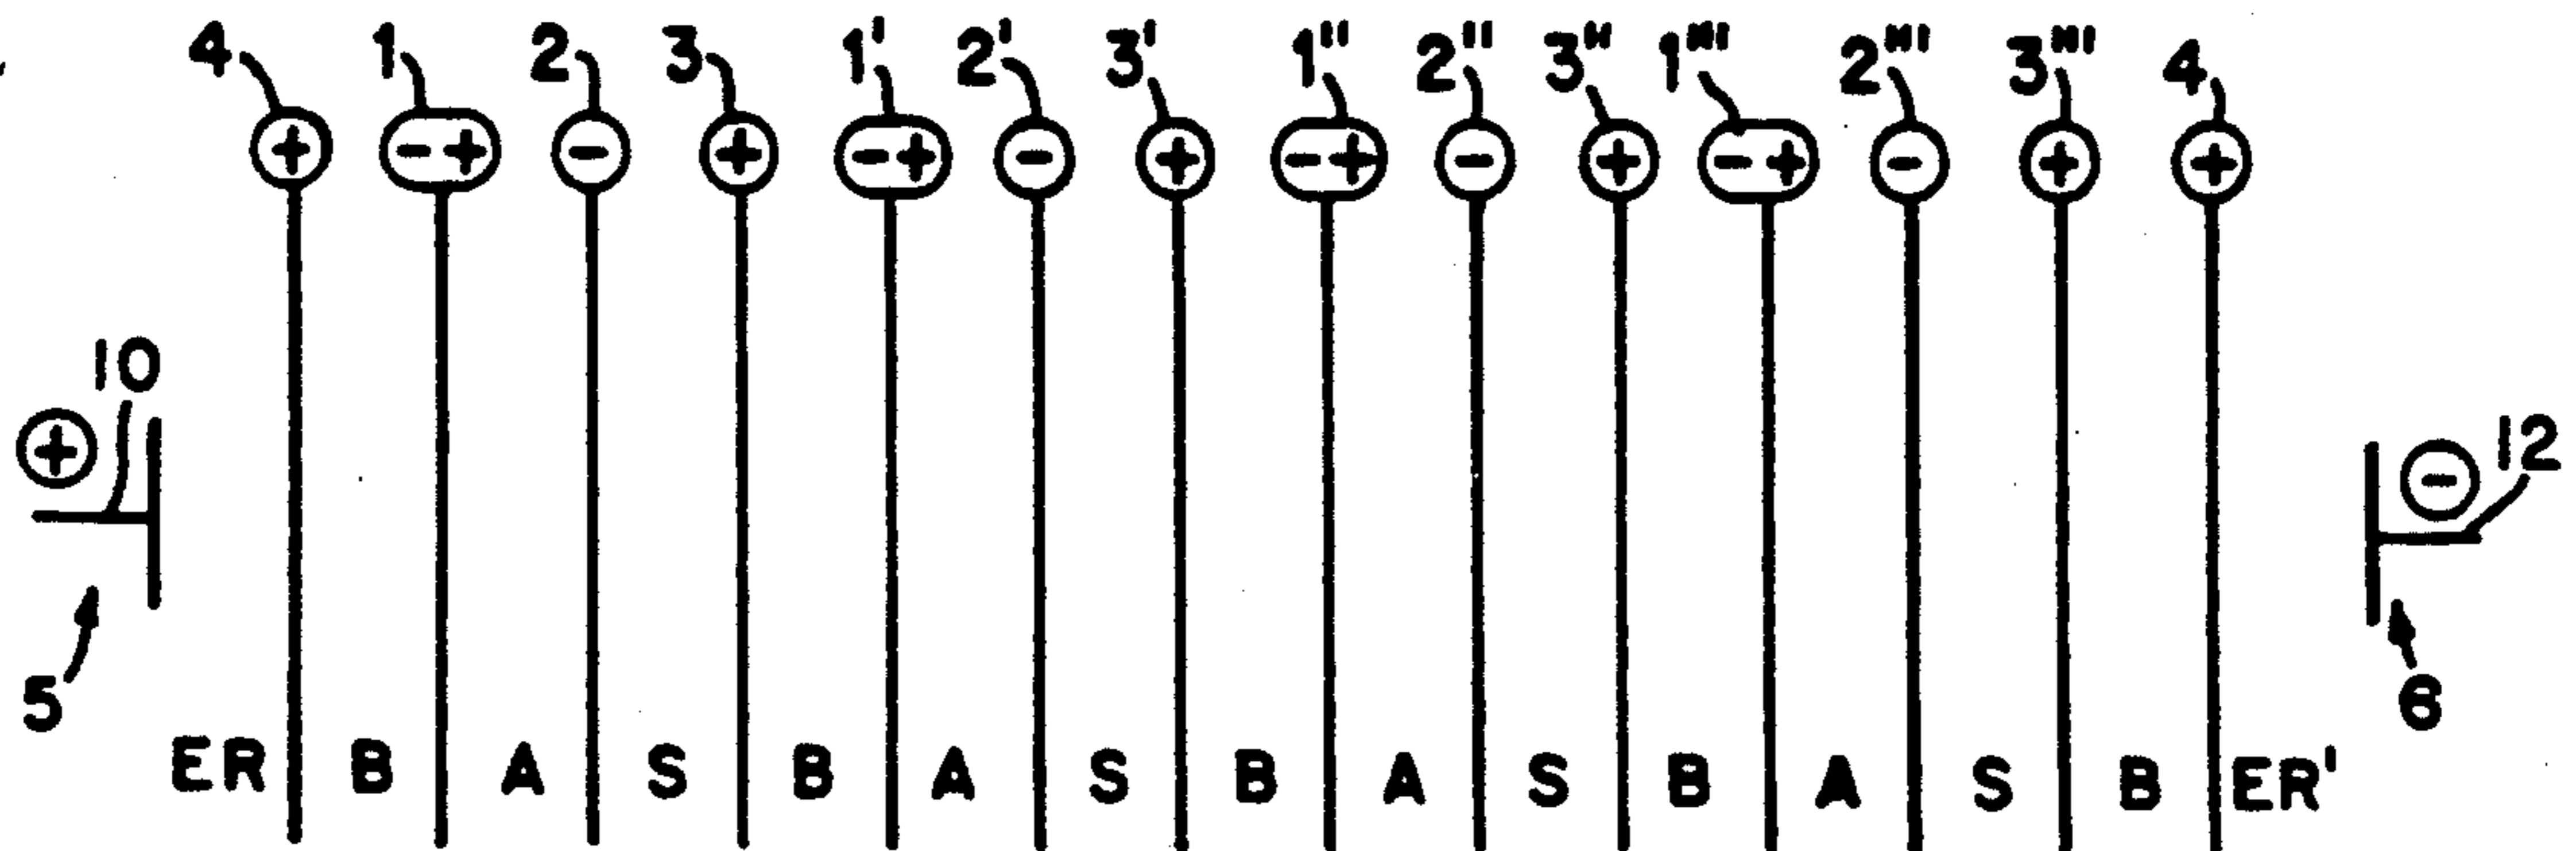 4 1 2 3 1' 2' 3' 1" 2" 3" 1"' 2"' 3"' 4
+ - + - + - + - + - + - + - + - + +
10
+
12
-
5
6
ER B A S B A S B A S B A S B ER'